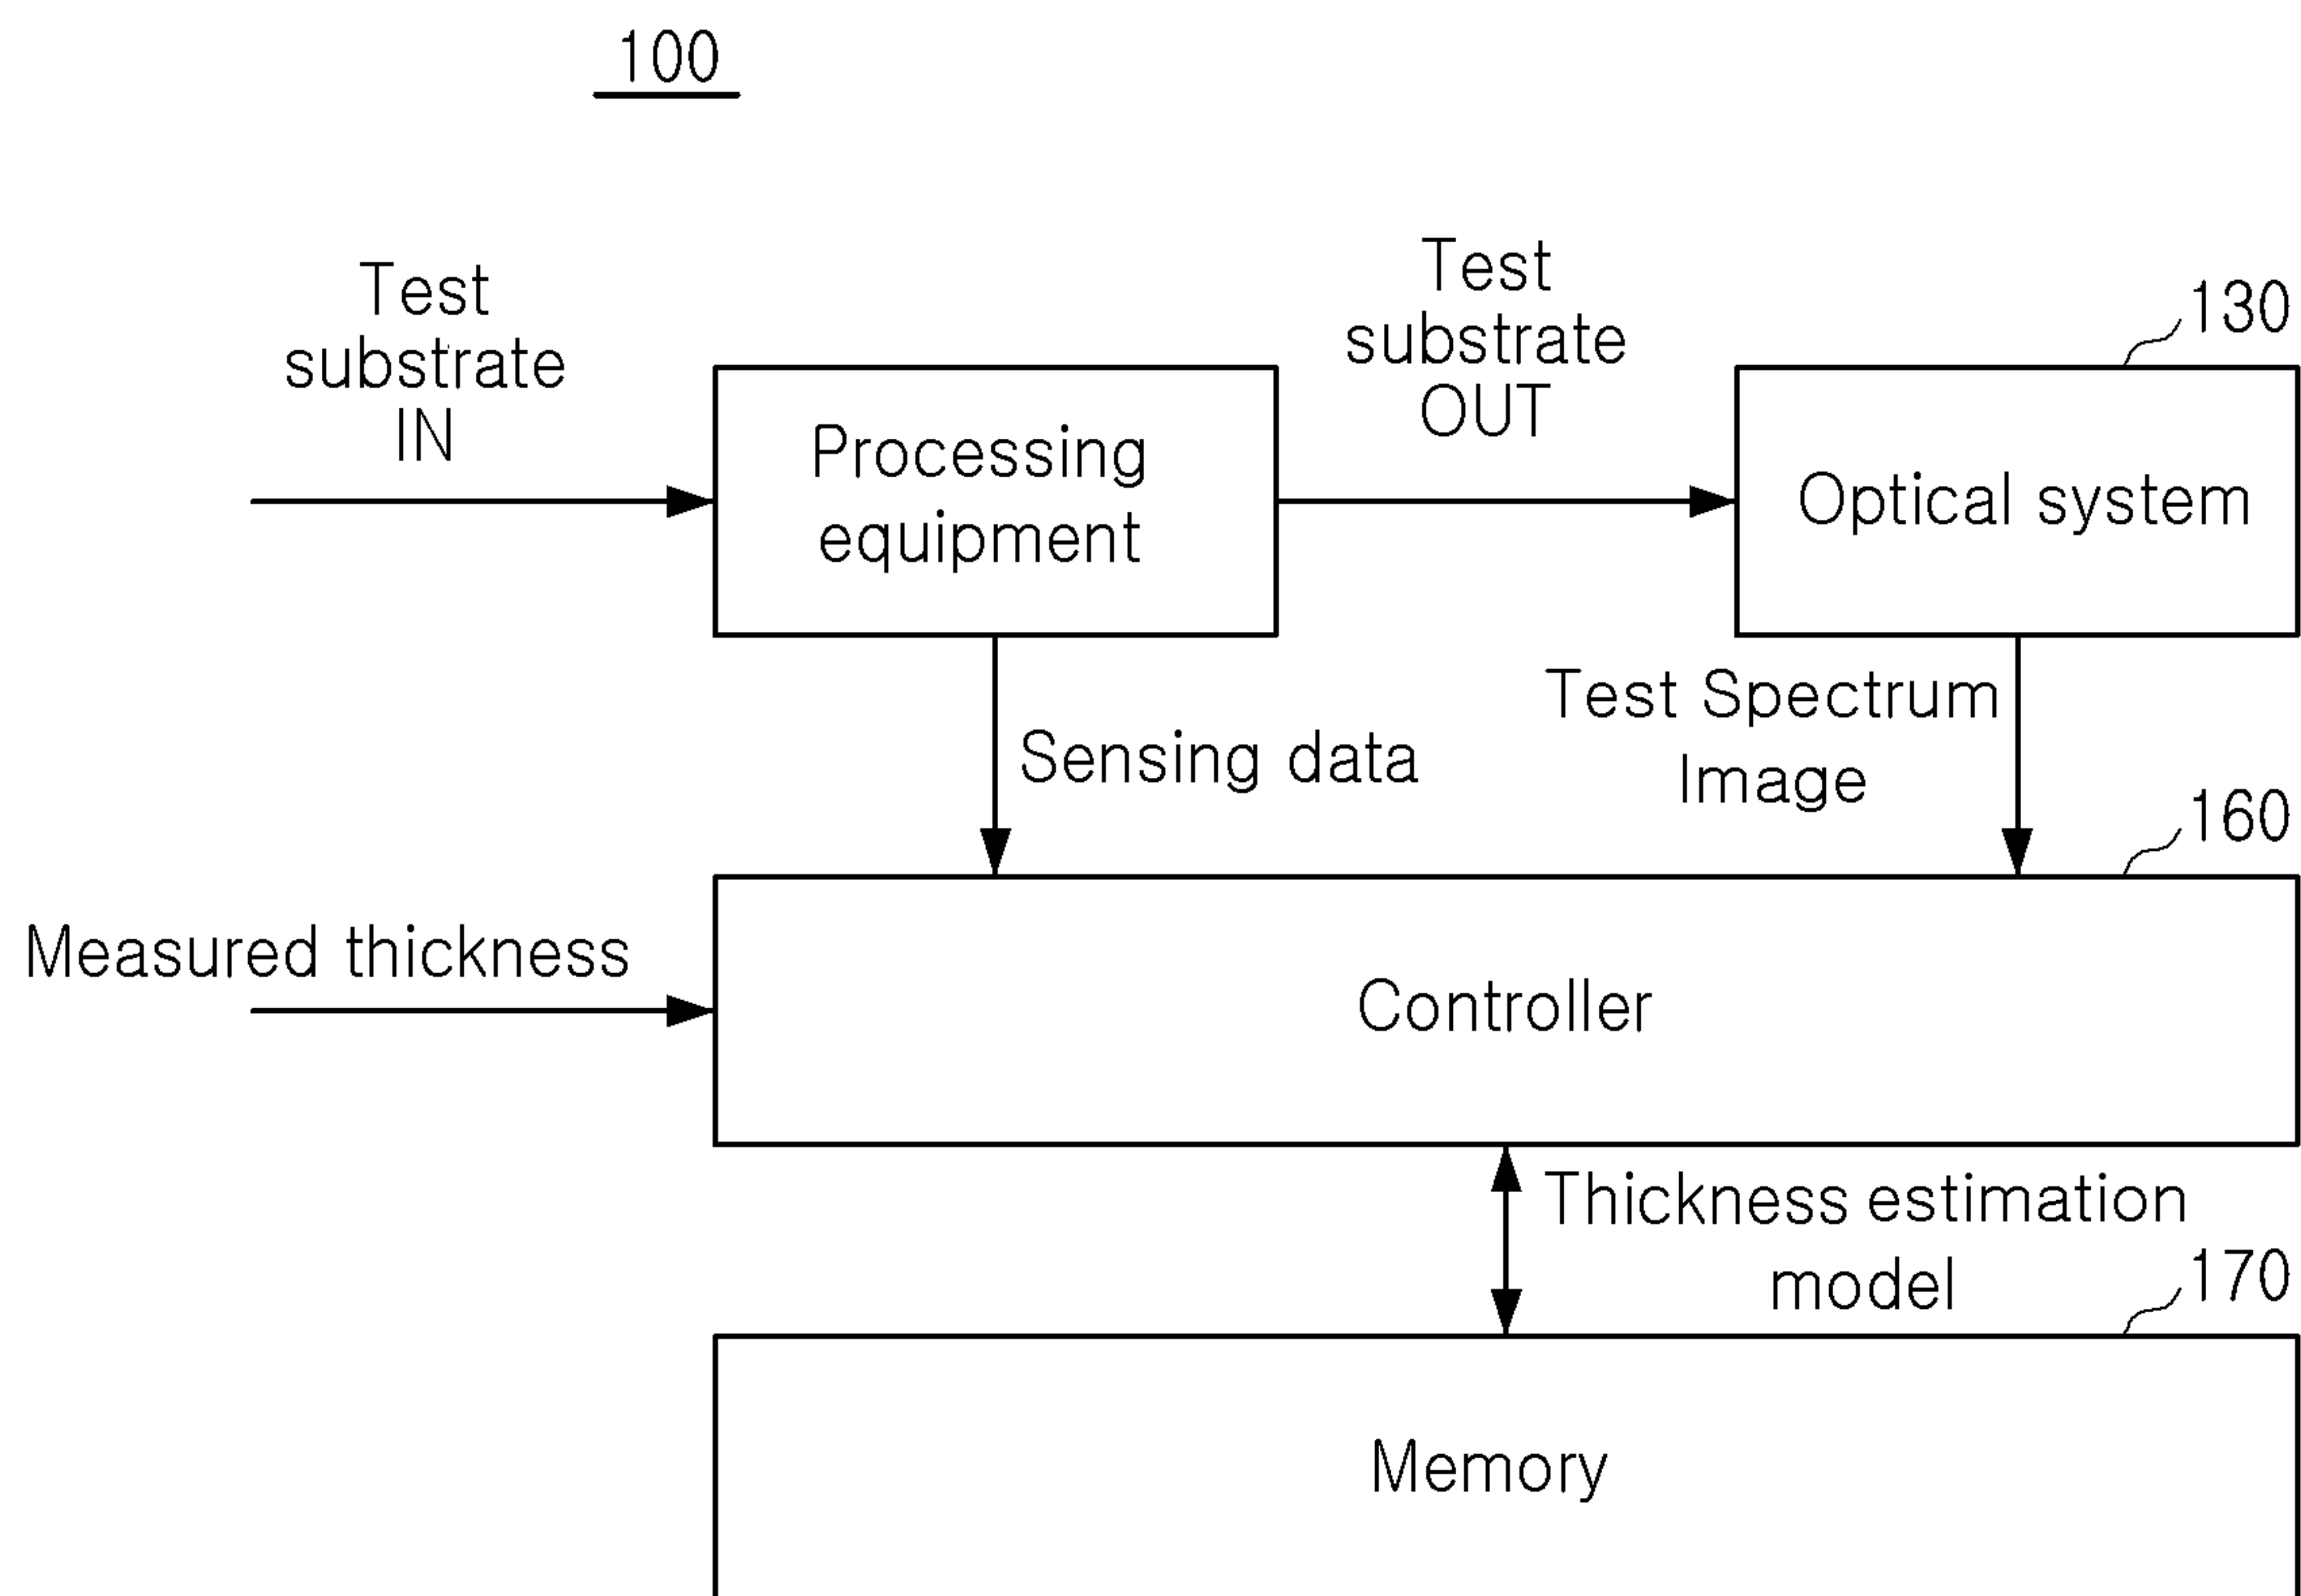 100
Test
substrate
IN
Processing
equipment
Test
substrate
OUT
130
Optical system
Sensing data
Test Spectrum
Image
160
Measured thickness
Controller
Thickness estimation
model
170
Memory